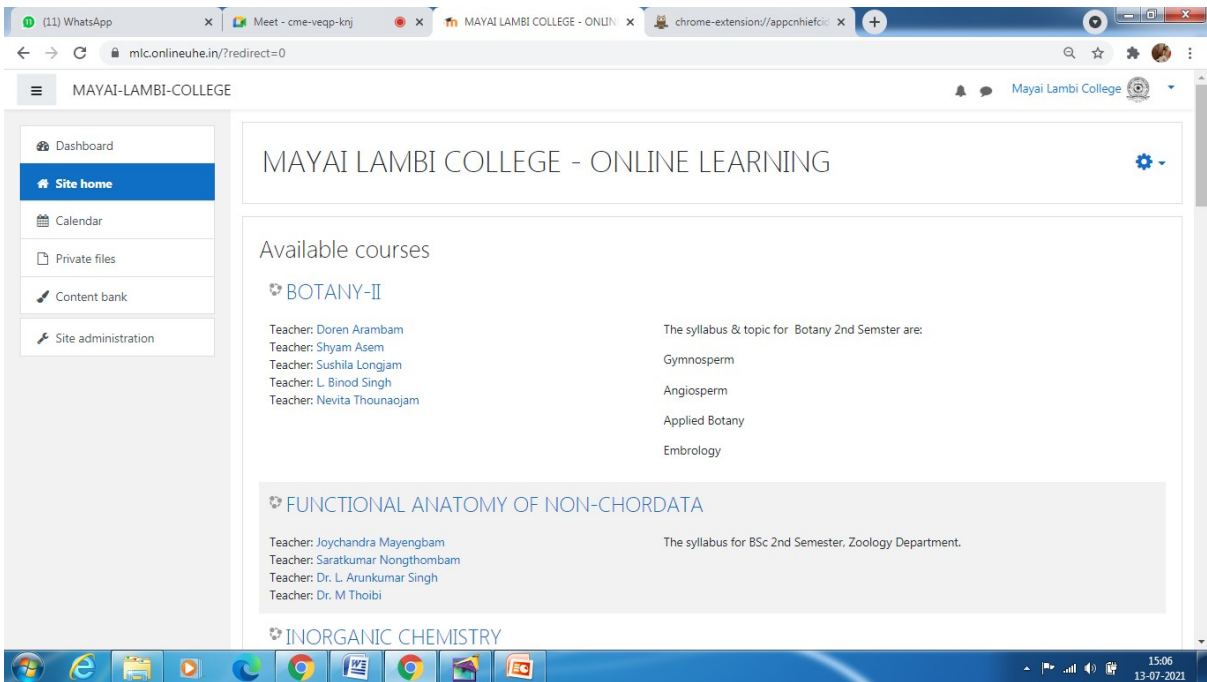 (11) WhatsApp
Meet - cme-veqp-knj
MAYAI LAMBI COLLEGE - ONLIN
chrome-extension://appcnhiefcic
mlc.onlineuhe.in/?redirect=0
MAYAI-LAMBI-COLLEGE
Mayai Lambi College
Dashboard
Site home
Calendar
Private files
Content bank
Site administration
MAYAI LAMBI COLLEGE - ONLINE LEARNING
Available courses
BOTANY-II
Teacher: Doren Arambam
Teacher: Shyam Asem
Teacher: Sushila Longjam
Teacher: L. Binod Singh
Teacher: Nevita Thounaojam
The syllabus & topic for Botany 2nd Semster are:
Gymnosperm
Angiosperm
Applied Botany
Embrology
FUNCTIONAL ANATOMY OF NON-CHORDATA
Teacher: Joychandra Mayengbam
Teacher: Saratkumar Nongthombam
Teacher: Dr. L. Arunkumar Singh
Teacher: Dr. M Thoibi
The syllabus for BSc 2nd Semester, Zoology Department.
INORGANIC CHEMISTRY
15:06
13-07-2021